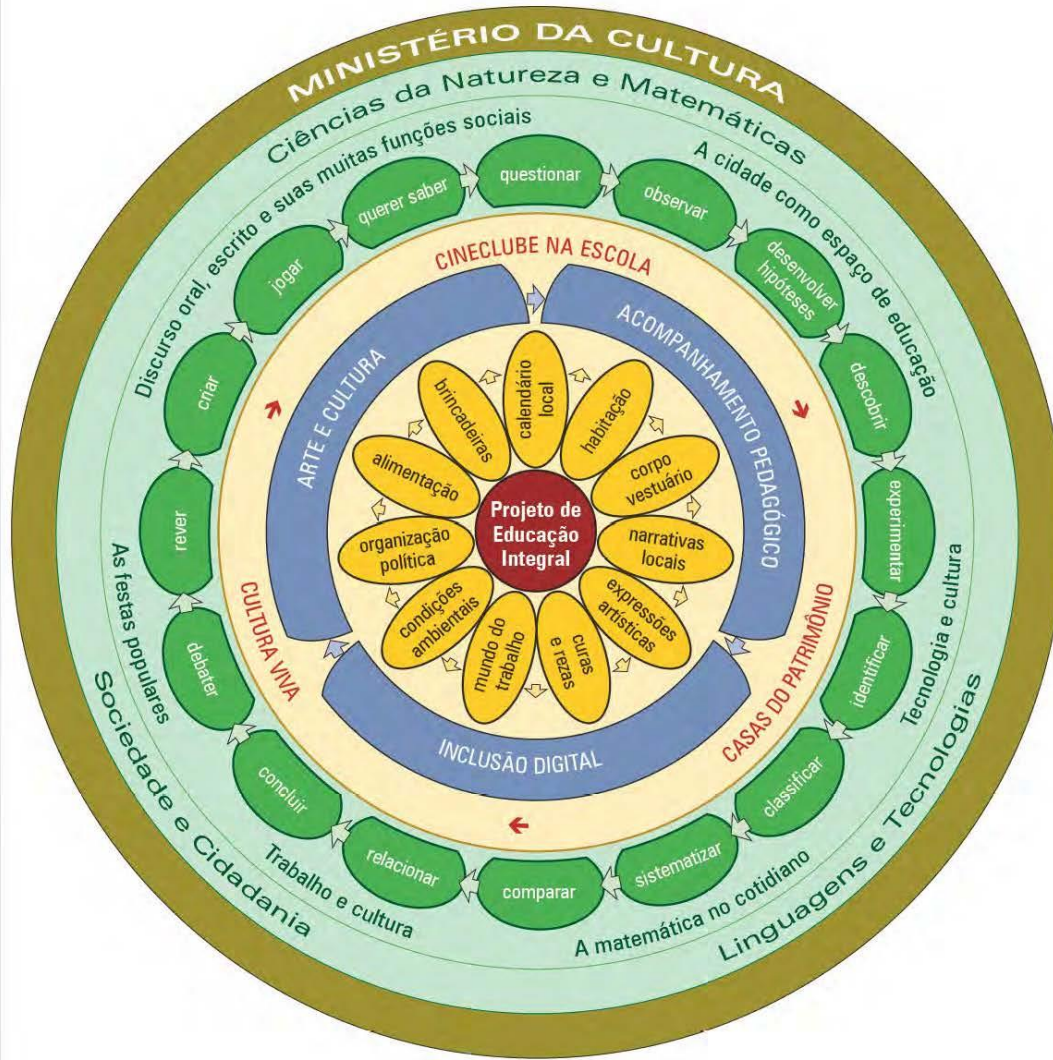 MINISTÉRIO DA CULTURA
Ciências da Natureza e Matemáticas
Linguagens e Tecnologias
Sociedade e Cidadania
Discurso oral, escrito e suas muitas funções sociais
A cidade como espaço de educação
Tecnologia e cultura
A matemática no cotidiano
Trabalho e cultura
As festas populares
questionar
observar
desenvolver
hipóteses
descobrir
experimentar
identificar
classificar
sistematizar
comparar
relacionar
concluir
debater
rever
criar
jogar
querer saber
CINECLUBE NA ESCOLA
CASAS DO PATRIMÔNIO
CULTURA VIVA
ACOMPANHAMENTO PEDAGÓGICO
INCLUSÃO DIGITAL
ARTE E CULTURA
calendário
local
habitação
corpo
vestuário
narrativas
locais
expressões
artísticas
curas
e rezas
mundo do
trabalho
condições
ambientais
organização
política
alimentação
brincadeiras
Projeto de
Educação
Integral